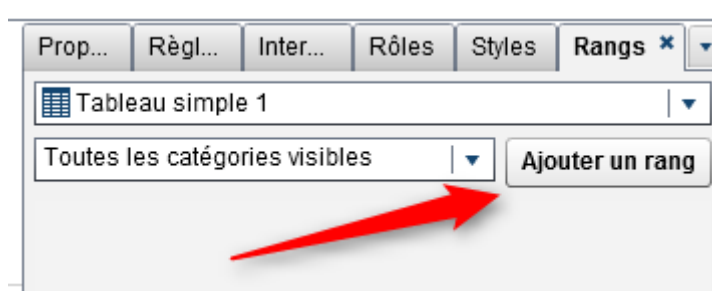 Prop... Règl... Inter... Rôles Styles Rangs
Tableau simple 1
Toutes les catégories visibles Ajouter un rang